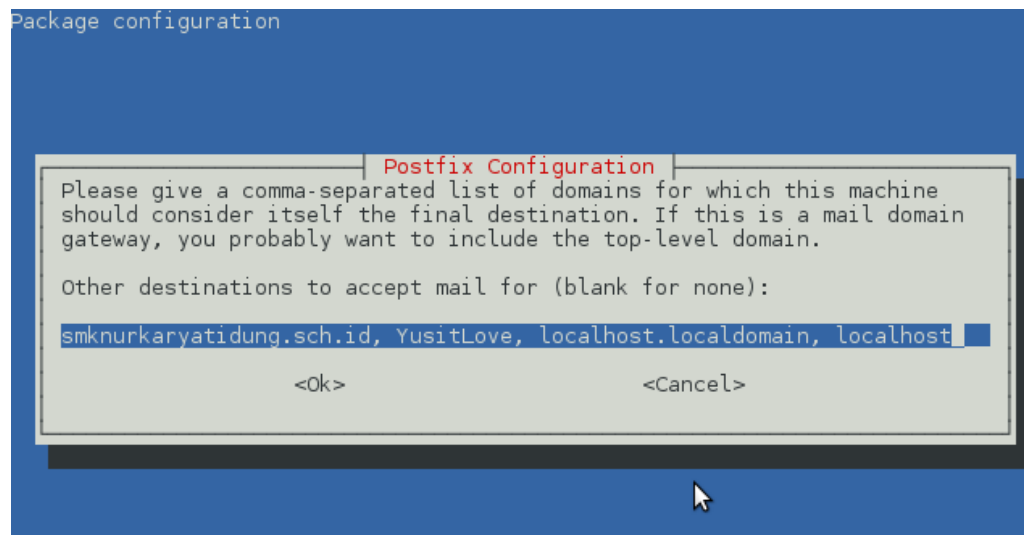 Package configuration
Postfix Configuration
Please give a comma-separated list of domains for which this machine
should consider itself the final destination. If this is a mail domain
gateway, you probably want to include the top-level domain.
Other destinations to accept mail for (blank for none):
smknurkaryatidung.sch.id, YusitLove, localhost.localdomain, localhost
<Ok> <Cancel>